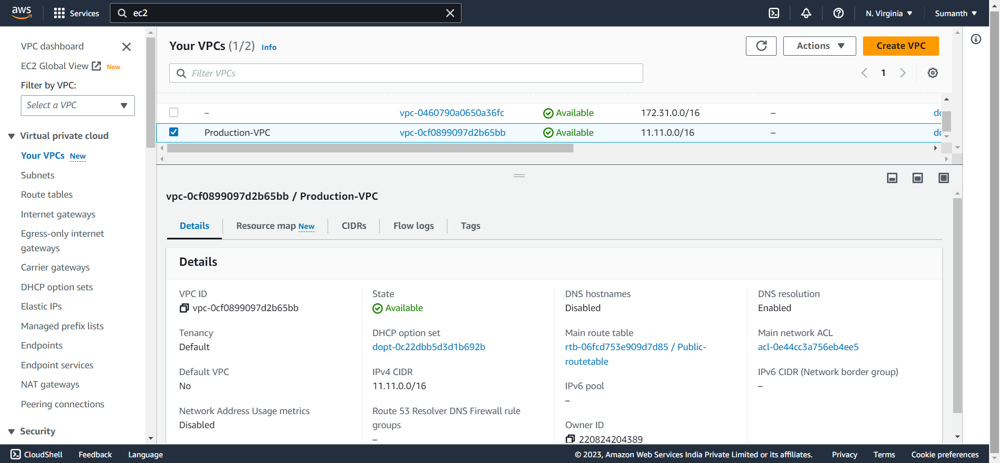 aws
Services
ec2
N. Virginia
Sumanth
VPC dashboard
EC2 Global View New
Filter by VPC:
Select a VPC
Virtual private cloud
Your VPCs New
Subnets
Route tables
Internet gateways
Egress-only internet
gateways
Carrier gateways
DHCP option sets
Elastic IPs
Managed prefix lists
Endpoints
Endpoint services
NAT gateways
Peering connections
Security
Your VPCs (1/2) Info
Actions
Create VPC
Filter VPCs
1
– vpc-0460790a0650a36fc Available 172.31.0.0/16 –
Production-VPC vpc-0cf0899097d2b65bb Available 11.11.0.0/16 –
vpc-0cf0899097d2b65bb / Production-VPC
Details Resource map New CIDRs Flow logs Tags
Details
VPC ID
vpc-0cf0899097d2b65bb
State
Available
DNS hostnames
Disabled
DNS resolution
Enabled
Tenancy
Default
DHCP option set
dopt-0c22dbb5d3d1b692b
Main route table
rtb-06fcd753e909d7d85 / Public-
routetable
Main network ACL
acl-0e44cc3a756eb4ee5
Default VPC
No
IPv4 CIDR
11.11.0.0/16
IPv6 pool
–
IPv6 CIDR (Network border group)
–
Network Address Usage metrics
Disabled
Route 53 Resolver DNS Firewall rule
groups
–
Owner ID
220824204389
CloudShell Feedback Language
© 2023, Amazon Web Services India Private Limited or its affiliates. Privacy Terms Cookie preferences